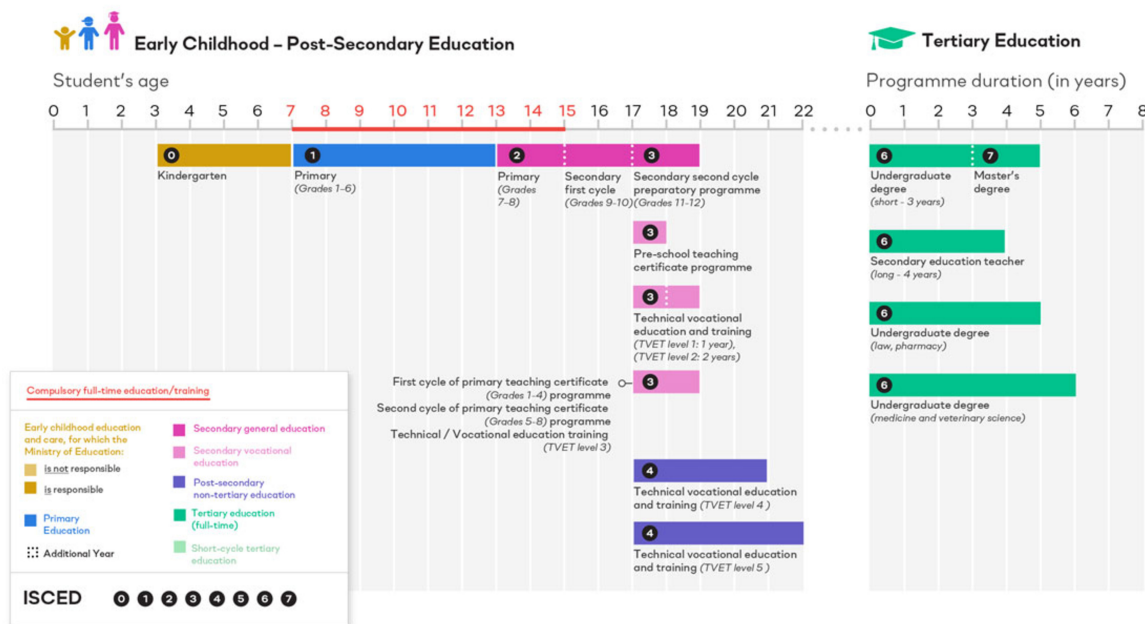 Early Childhood – Post-Secondary Education
Student's age
0 1 2 3 4 5 6 7 8 9 10 11 12 13 14 15 16 17 18 19 20 21 22
0
Kindergarten
1
Primary
(Grades 1-6)
2
Primary
(Grades
7-8)
Secondary
first cycle
(Grades 9-10)
3
Secondary second cycle
preparatory programme
(Grades 11-12)
3
Pre-school teaching
certificate programme
3
Technical vocational
education and training
(TVET level 1: 1 year),
(TVET level 2: 2 years)
3
First cycle of primary teaching certificate
(Grades 1-4) programme
Second cycle of primary teaching certificate
(Grades 5-8) programme
Technical / Vocational education training
(TVET level 3)
4
Technical vocational education
and training (TVET level 4 )
4
Technical vocational education
and training (TVET level 5 )
Tertiary Education
Programme duration (in years)
0 1 2 3 4 5 6 7 8
6
Undergraduate
degree
(short - 3 years)
7
Master's
degree
6
Secondary education teacher
(long - 4 years)
6
Undergraduate degree
(law, pharmacy)
6
Undergraduate degree
(medicine and veterinary science)
Compulsory full-time education/training
Early childhood education
and care, for which the
Ministry of Education:
is not responsible
is responsible
Primary
Education
Additional Year
Secondary general education
Secondary vocational
education
Post-secondary
non-tertiary education
Tertiary education
(full-time)
Short-cycle tertiary
education
ISCED 0 1 2 3 4 5 6 7